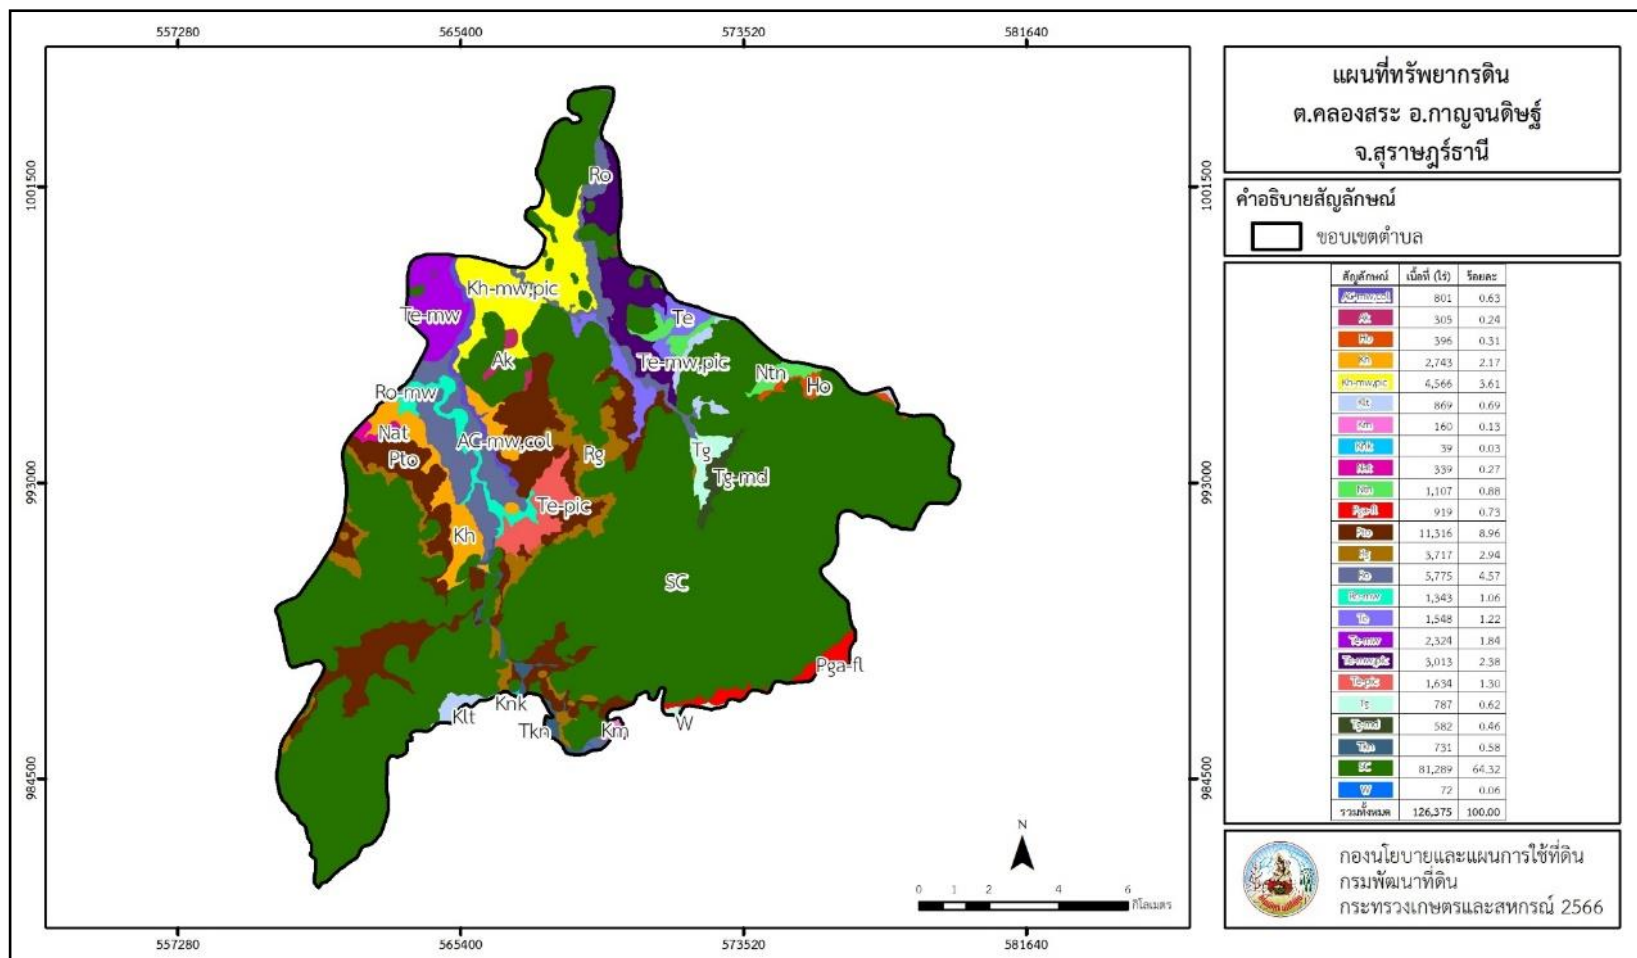 557280 565400 573520 581640
แผนที่ทรัพยากรดิน
ต.คลองสระ อ.กาญจนดิษฐ์
จ.สุราษฎร์ธานี
คำอธิบายสัญลักษณ์
ขอบเขตตำบล
สัญลักษณ์ เนื้อที่ (ไร่) ร้อยละ
AC-mw,col 801 0.63
Ak 305 0.24
Ho 396 0.31
Kh 2,743 2.17
Kh-mw,pic 4,566 3.61
Klt 869 0.69
Km 160 0.13
39 0.03
Nat 339 0.27
Ntn 1,107 0.88
Pga-fl 919 0.73
Pto 11,316 8.96
Rg 3,717 2.94
Ro 5,775 4.57
Ro-mw 1,343 1.06
Te 1,548 1.22
Te-mw 2,324 1.84
Te-mw,pic 3,013 2.38
Te-pic 1,634 1.30
Tg 787 0.62
Tg-md 582 0.46
Tkn 731 0.58
SC 81,289 64.32
W 72 0.06
รวมทั้งหมด 126,375 100.00
กองนโยบายและแผนการใช้ที่ดิน
กรมพัฒนาที่ดิน
กระทรวงเกษตรและสหกรณ์ 2566
1001500
993000
984500
1001500
993000
984500
Ro
Kh-mw,pic
Te-mw
Te
Te-mw,pic
Ak
Ntn
Ho
Ro-mw
Nat
AC-mw,col
Pto
Rg
Tg
Tg-md
Te-pic
Kh
SC
Pga-fl
Knk
Klt
Tkn
Km
W
N
0 1 2 4 6
กิโลเมตร
557280 565400 573520 581640